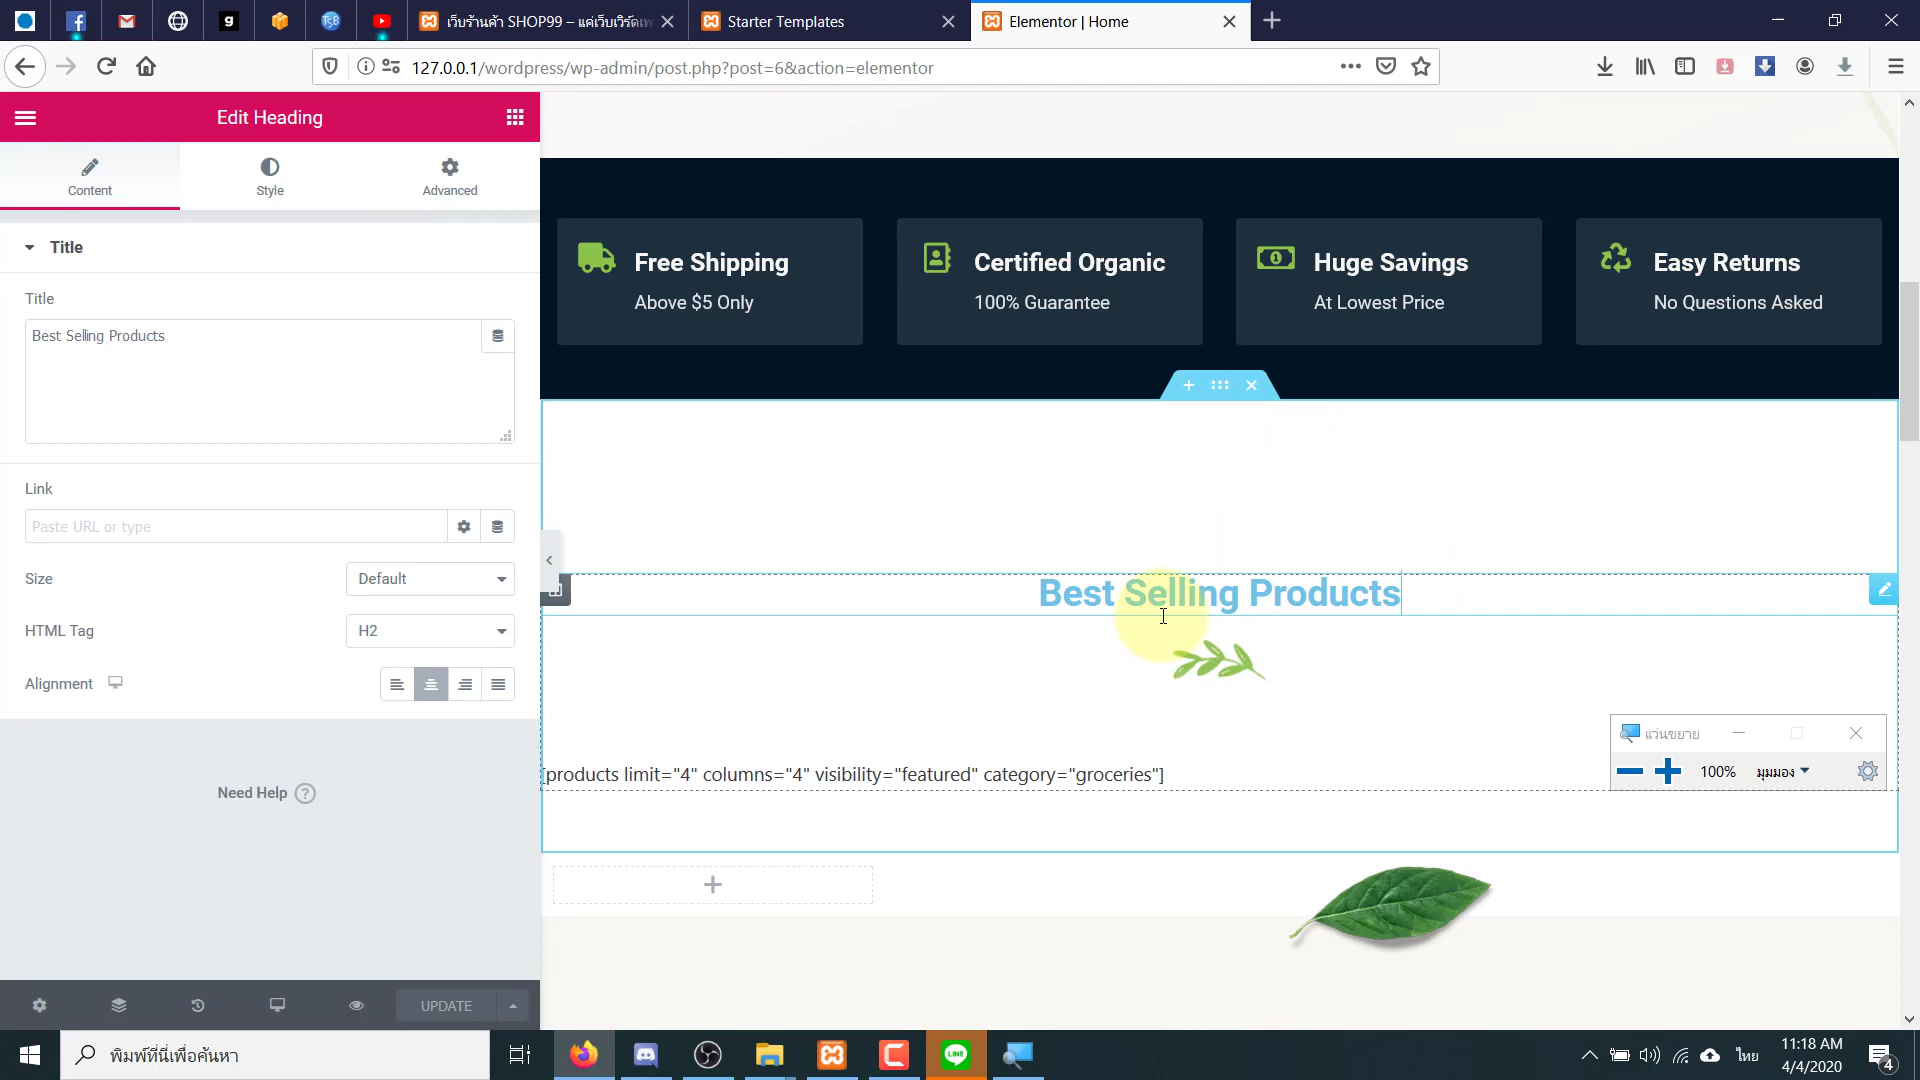 เว็บร้านค้า SHOP99 – แค่เว็บเวิร์ดเพ
Starter Templates
Elementor | Home
127.0.0.1/wordpress/wp-admin/post.php?post=6&action=elementor
Edit Heading
Content
Style
Advanced
Title
Title
Best Selling Products
Link
Paste URL or type
Size
Default
HTML Tag
H2
Alignment
Need Help ?
UPDATE
Free Shipping
Above $5 Only
Certified Organic
100% Guarantee
Huge Savings
At Lowest Price
Easy Returns
No Questions Asked
Best Selling Products
[products limit="4" columns="4" visibility="featured" category="groceries"]
แว่นขยาย
100%
มุมมอง
พิมพ์ที่นี่เพื่อค้นหา
LINE
ไทย
11:18 AM
4/4/2020
4